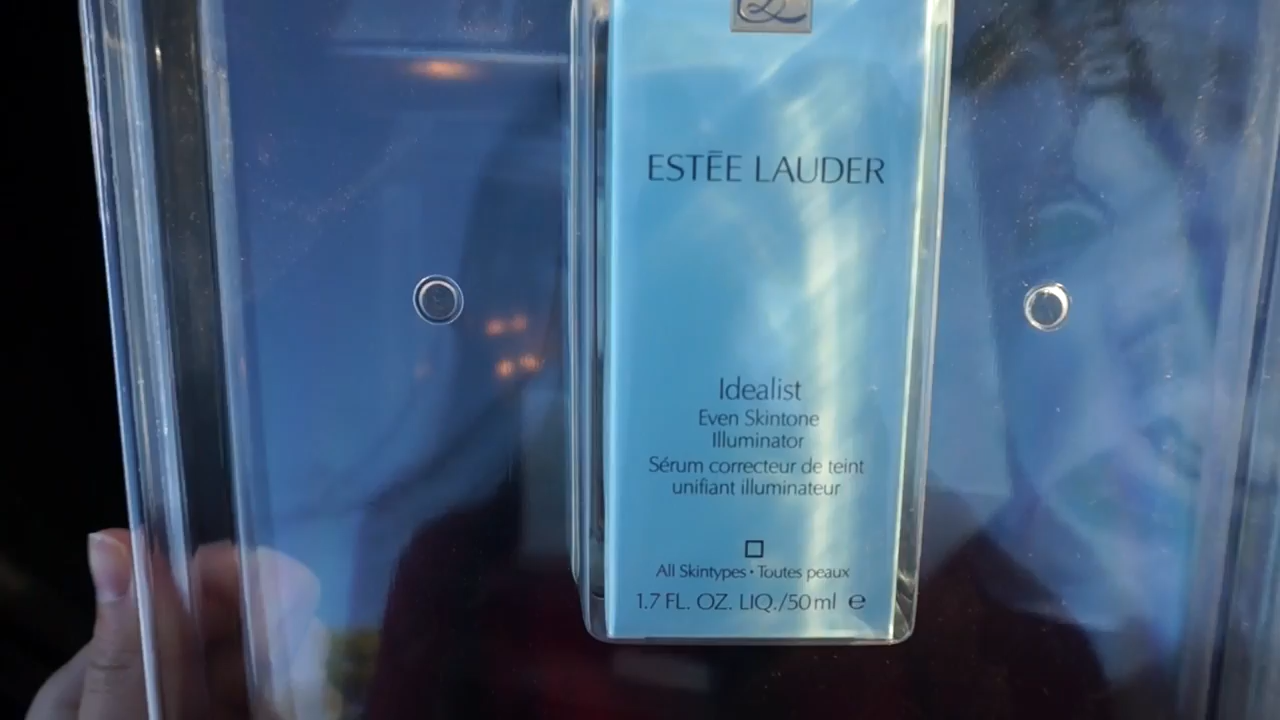 ESTĒE LAUDER
Idealist
Even Skintone
Illuminator
Sérum correcteur de teint
unifiant illuminateur
All Skintypes • Toutes peaux
1.7 FL. OZ. LIQ./50 ml ℮